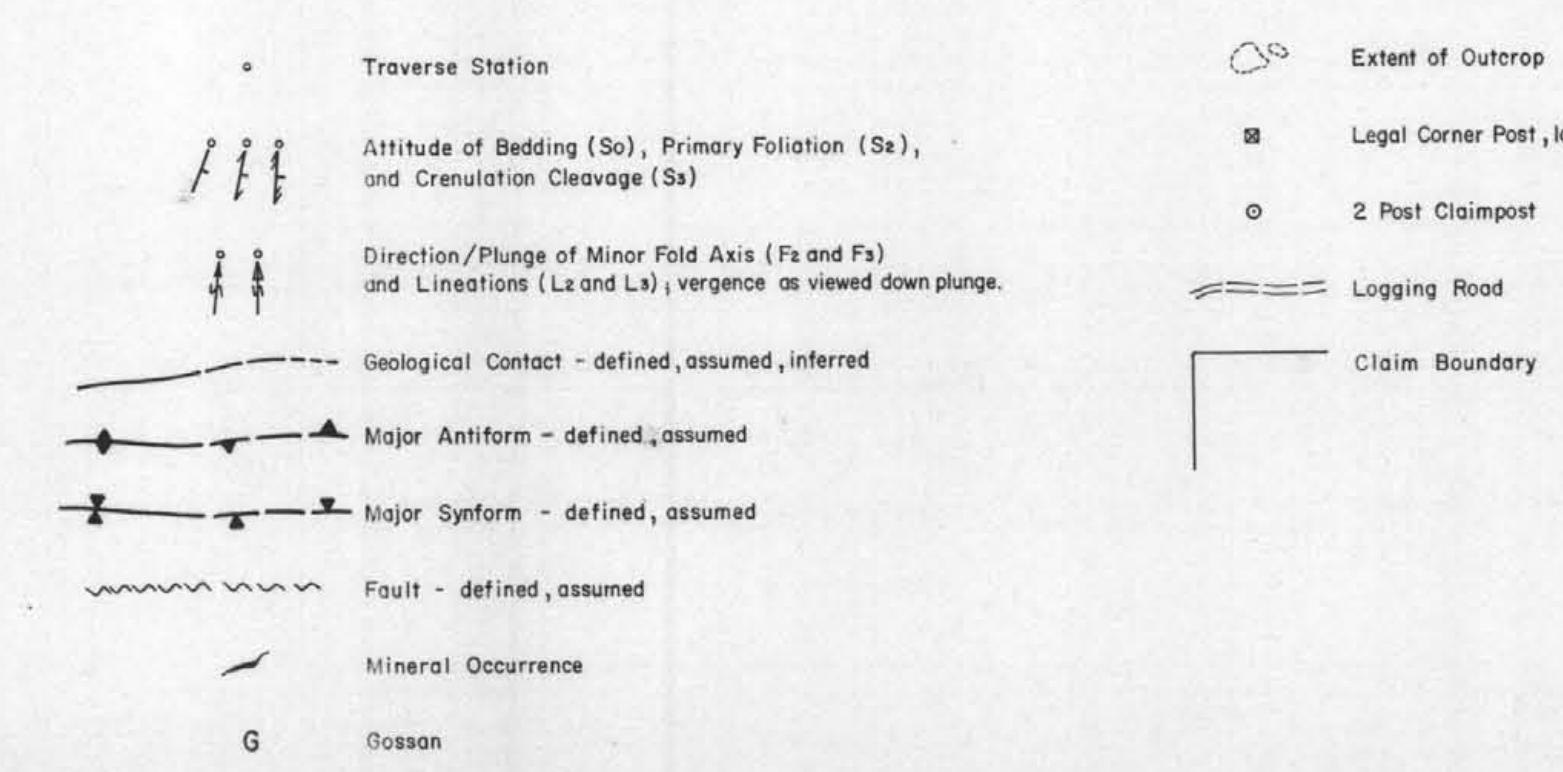 Traverse Station
Attitude of Bedding (So), Primary Foliation (S2),
and Crenulation Cleavage (S3)
Direction/Plunge of Minor Fold Axis (F2 and F3)
and Lineations (L2 and L3); vergence as viewed down plunge.
Geological Contact - defined, assumed, inferred
Major Antiform - defined, assumed
Major Synform - defined, assumed
Fault - defined, assumed
Mineral Occurrence
G Gossan
Extent of Outcrop
Legal Corner Post,
2 Post Claimpost
Logging Road
Claim Boundary